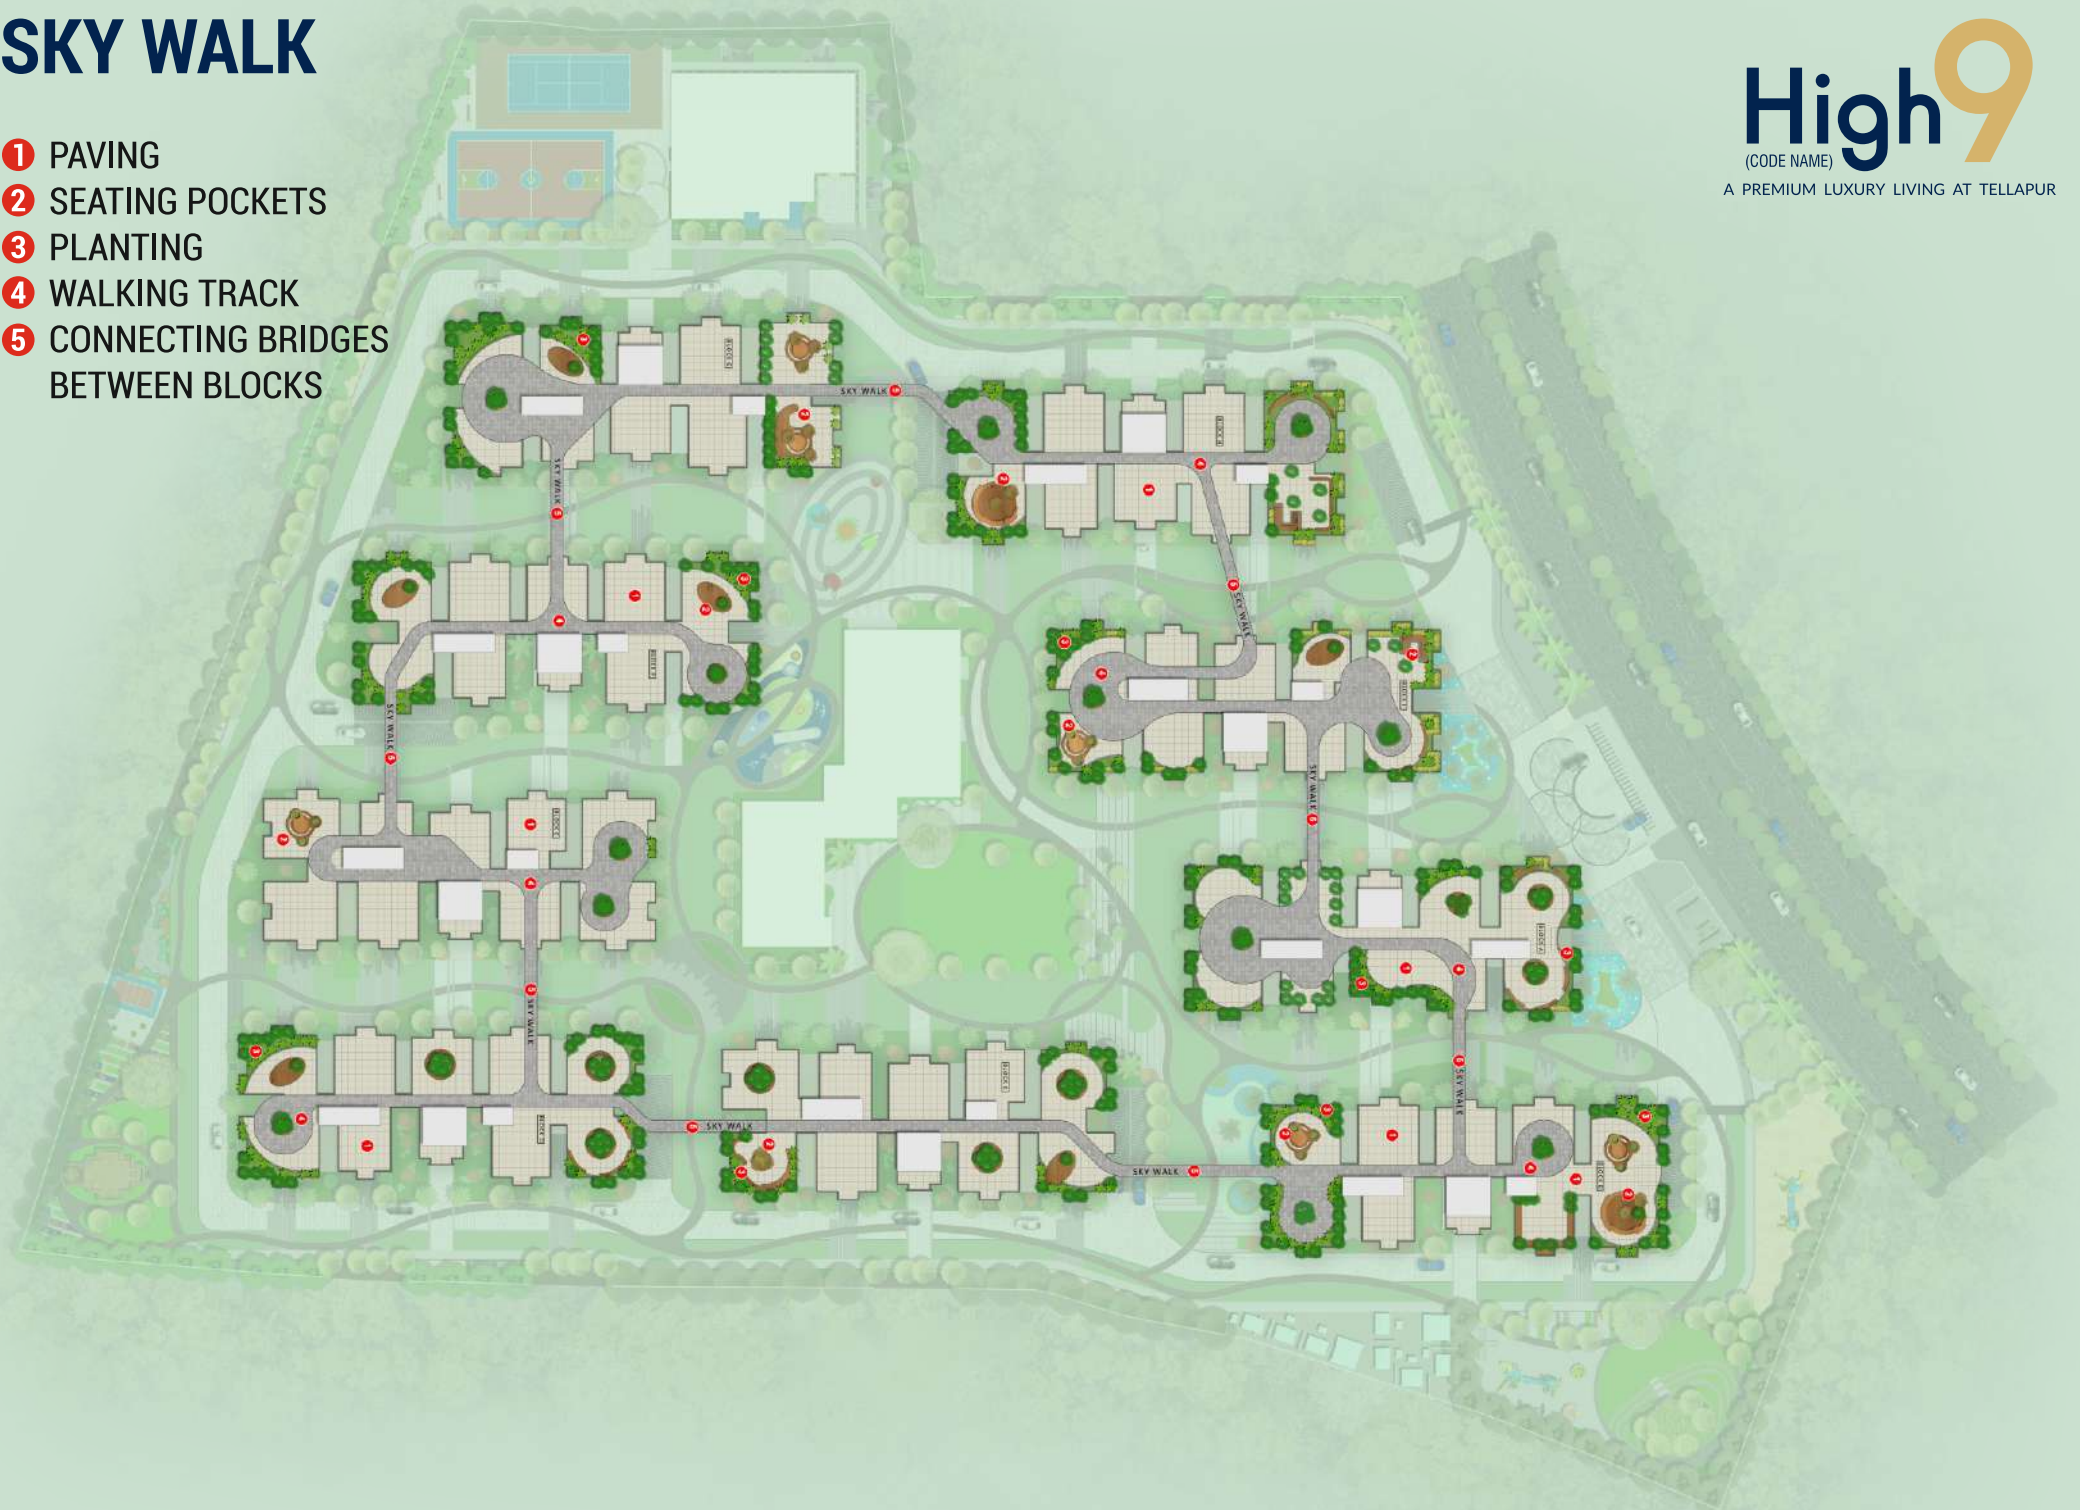 SKY WALK
1 PAVING
2 SEATING POCKETS
3 PLANTING
4 WALKING TRACK
5 CONNECTING BRIDGES
BETWEEN BLOCKS
High9
(CODE NAME)
A PREMIUM LUXURY LIVING AT TELLAPUR
SKY WALK
SKY WALK
SKY WALK
SKY WALK
SKY WALK
SKY WALK
SKY WALK
SKY WALK
SKY WALK